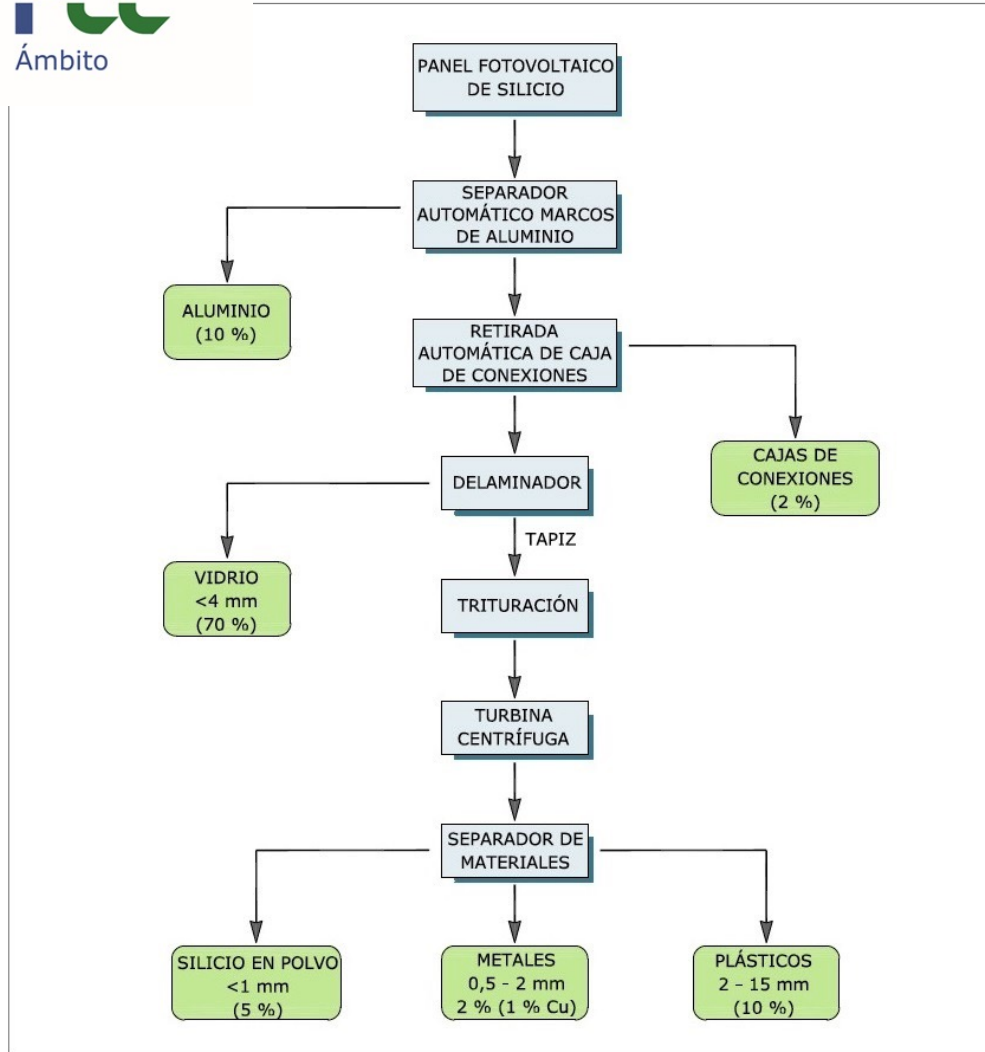 Ámbito
PANEL FOTOVOLTAICO
DE SILICIO
SEPARADOR
AUTOMÁTICO MARCOS
DE ALUMINIO
ALUMINIO
(10 %)
RETIRADA
AUTOMÁTICA DE CAJA
DE CONEXIONES
CAJAS DE
CONEXIONES
(2 %)
DELAMINADOR
VIDRIO
<4 mm
(70 %)
TAPIZ
TRITURACIÓN
TURBINA
CENTRÍFUGA
SEPARADOR DE
MATERIALES
SILICIO EN POLVO
<1 mm
(5 %)
METALES
0,5 - 2 mm
2 % (1 % Cu)
PLÁSTICOS
2 - 15 mm
(10 %)